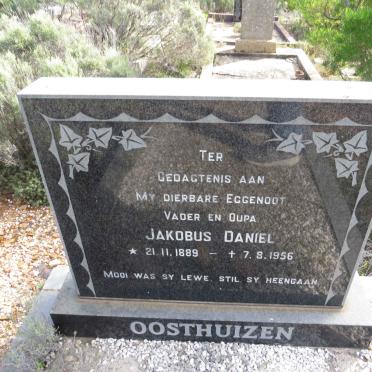 TER
GEDAGTENIS AAN
MY DIERBARE EGGENOOT
VADER EN OUPA
JAKOBUS DANIEL
* 21.11.1889 - + 7.8.1956
MOOI WAS SY LEWE, STIL SY HEENGAAN
OOSTHUIZEN